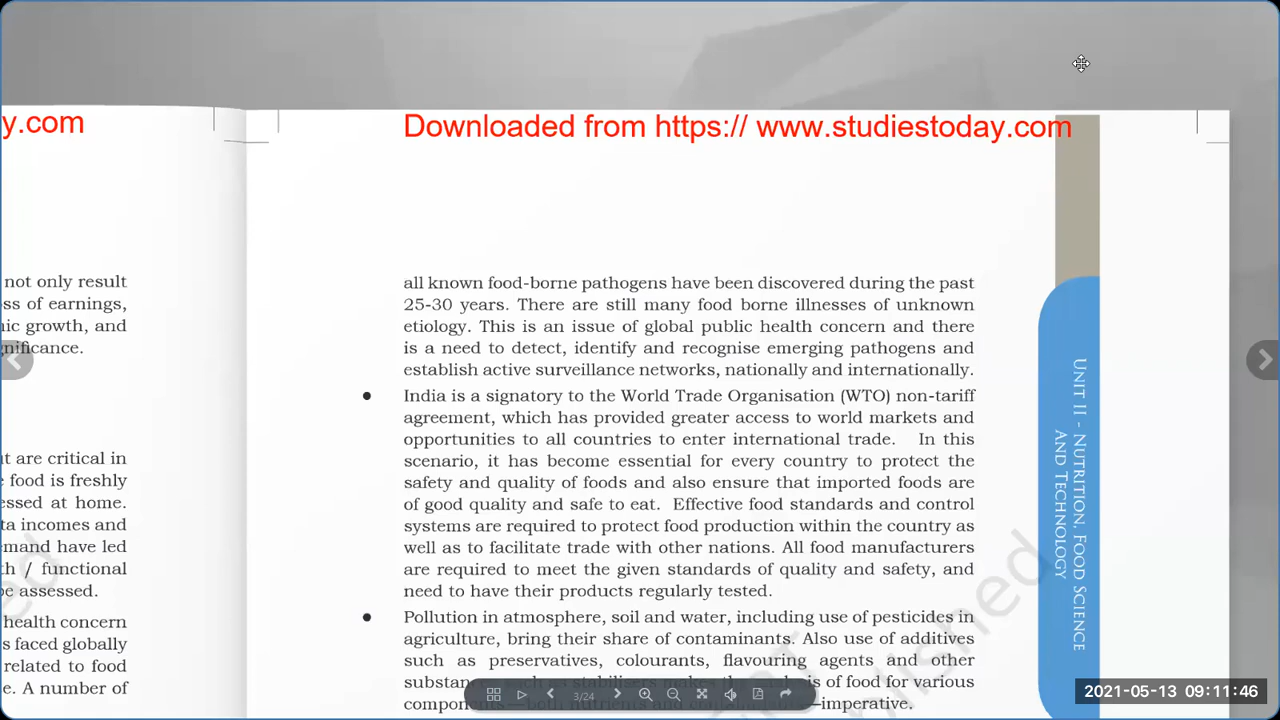 y.com
Downloaded from https:// www.studiestoday.com
not only result
ss of earnings,
ic growth, and
nificance.
t are critical in
e food is freshly
essed at home.
ta incomes and
emand have led
th / functional
be assessed.
health concern
s faced globally
related to food
e. A number of
all known food-borne pathogens have been discovered during the past
25-30 years. There are still many food borne illnesses of unknown
etiology. This is an issue of global public health concern and there
is a need to detect, identify and recognise emerging pathogens and
establish active surveillance networks, nationally and internationally.
• India is a signatory to the World Trade Organisation (WTO) non-tariff
agreement, which has provided greater access to world markets and
opportunities to all countries to enter international trade. In this
scenario, it has become essential for every country to protect the
safety and quality of foods and also ensure that imported foods are
of good quality and safe to eat. Effective food standards and control
systems are required to protect food production within the country as
well as to facilitate trade with other nations. All food manufacturers
are required to meet the given standards of quality and safety, and
need to have their products regularly tested.
• Pollution in atmosphere, soil and water, including use of pesticides in
agriculture, bring their share of contaminants. Also use of additives
such as preservatives, colourants, flavouring agents and other
of food for various
—imperative.
UNIT II - NUTRITION, FOOD SCIENCE
AND TECHNOLOGY
3/24
2021-05-13 09:11:46